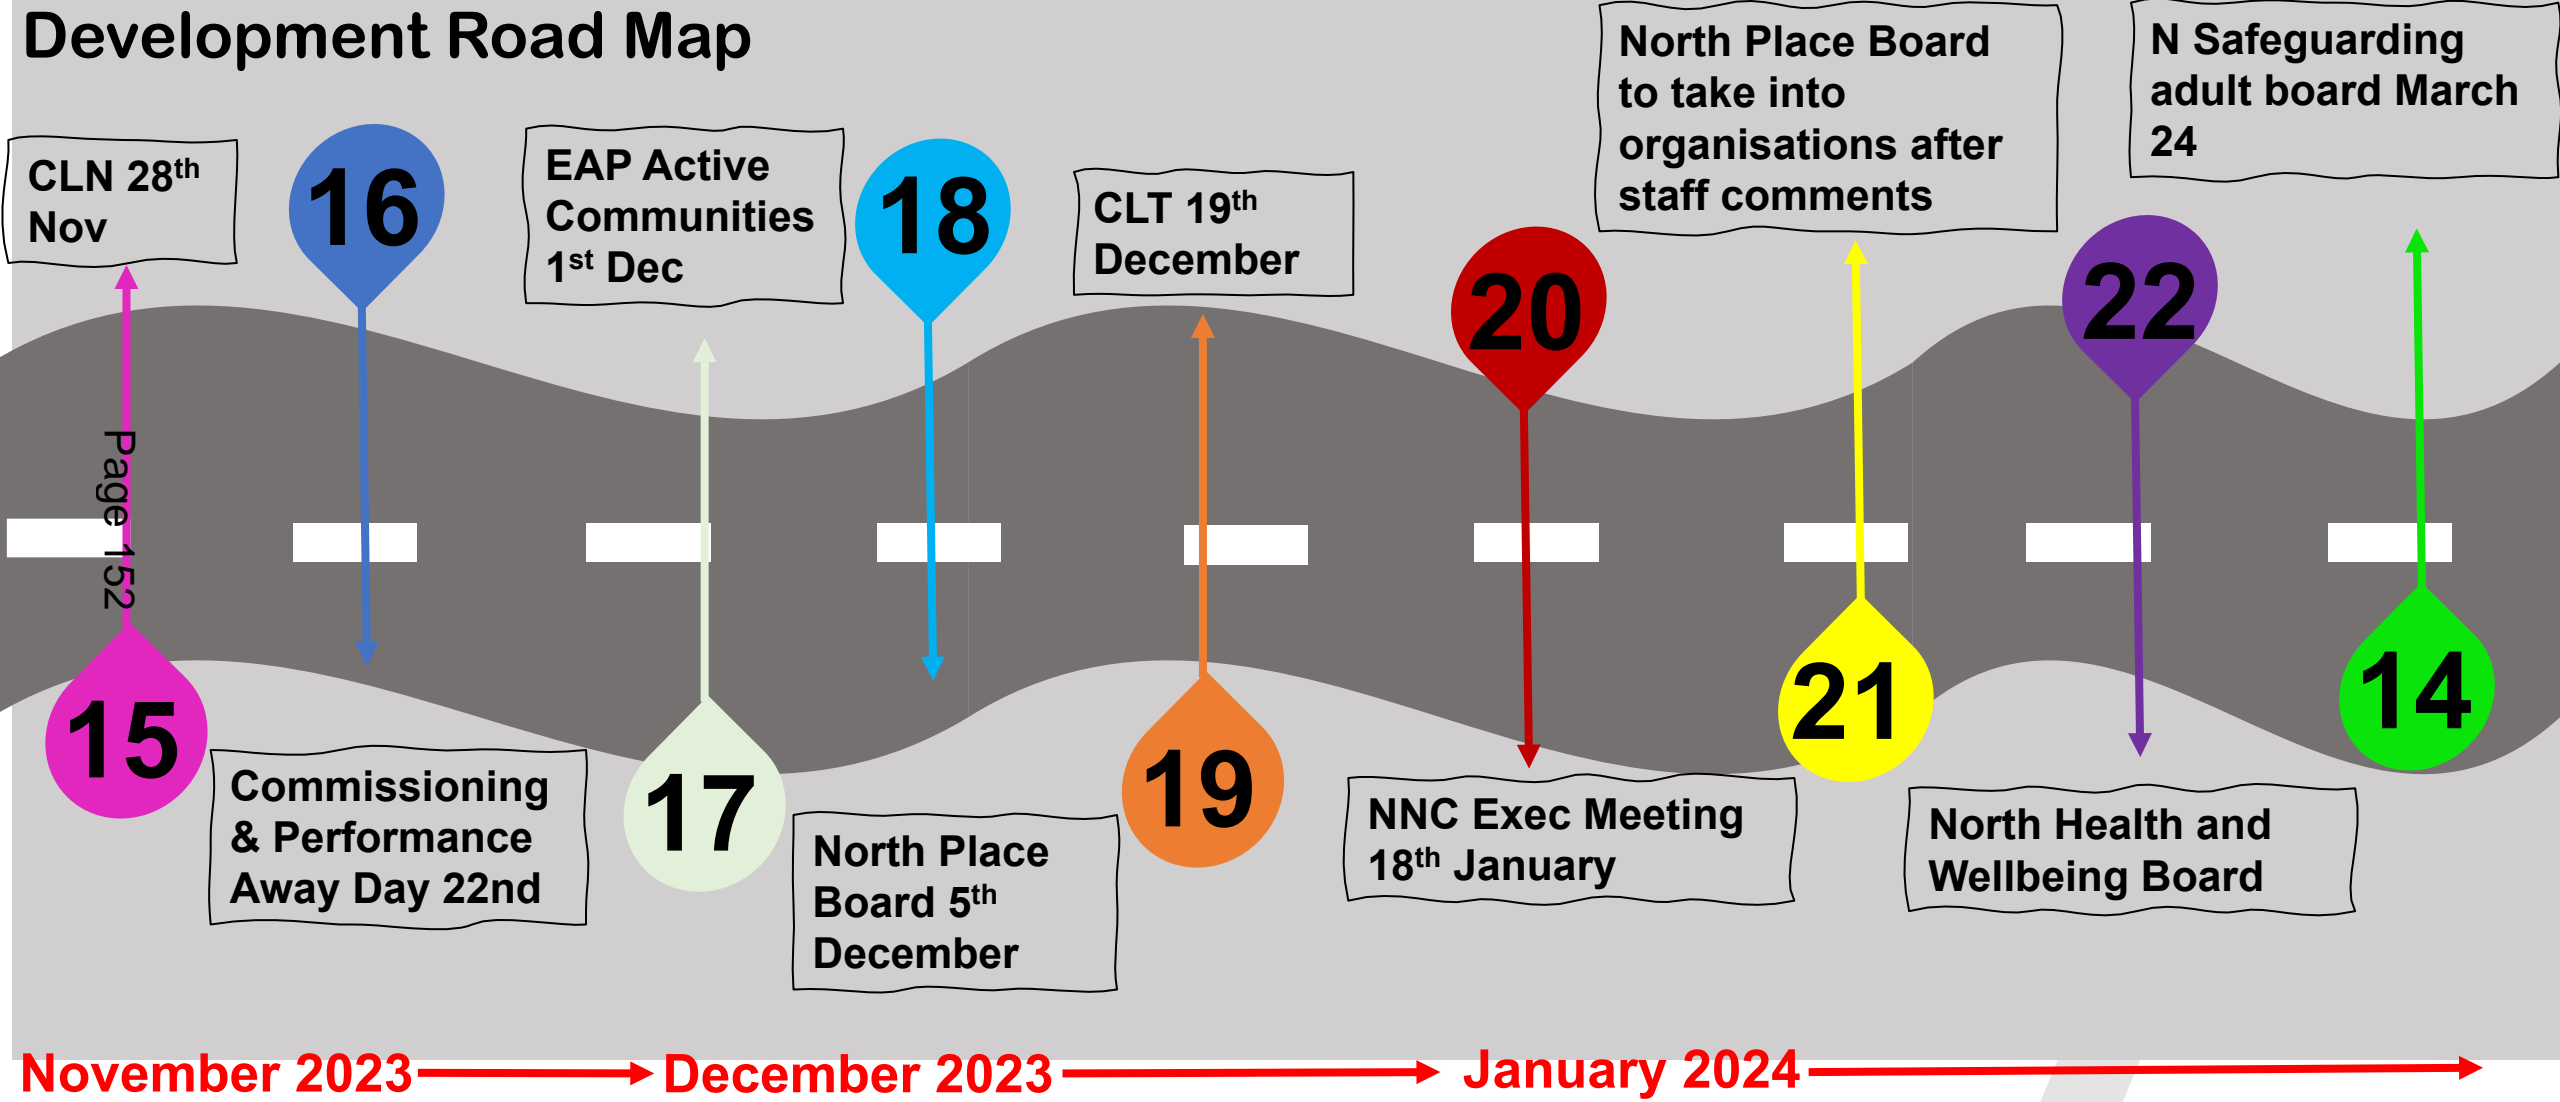 Development Road Map
CLN 28th
Nov
16
EAP Active
Communities
1st Dec
18
CLT 19th
December
20
North Place Board
to take into
organisations after
staff comments
22
N Safeguarding
adult board March
24
Page 152
15
Commissioning
& Performance
Away Day 22nd
17
North Place
Board 5th
December
19
NNC Exec Meeting
18th January
21
North Health and
Wellbeing Board
14
November 2023
December 2023
January 2024